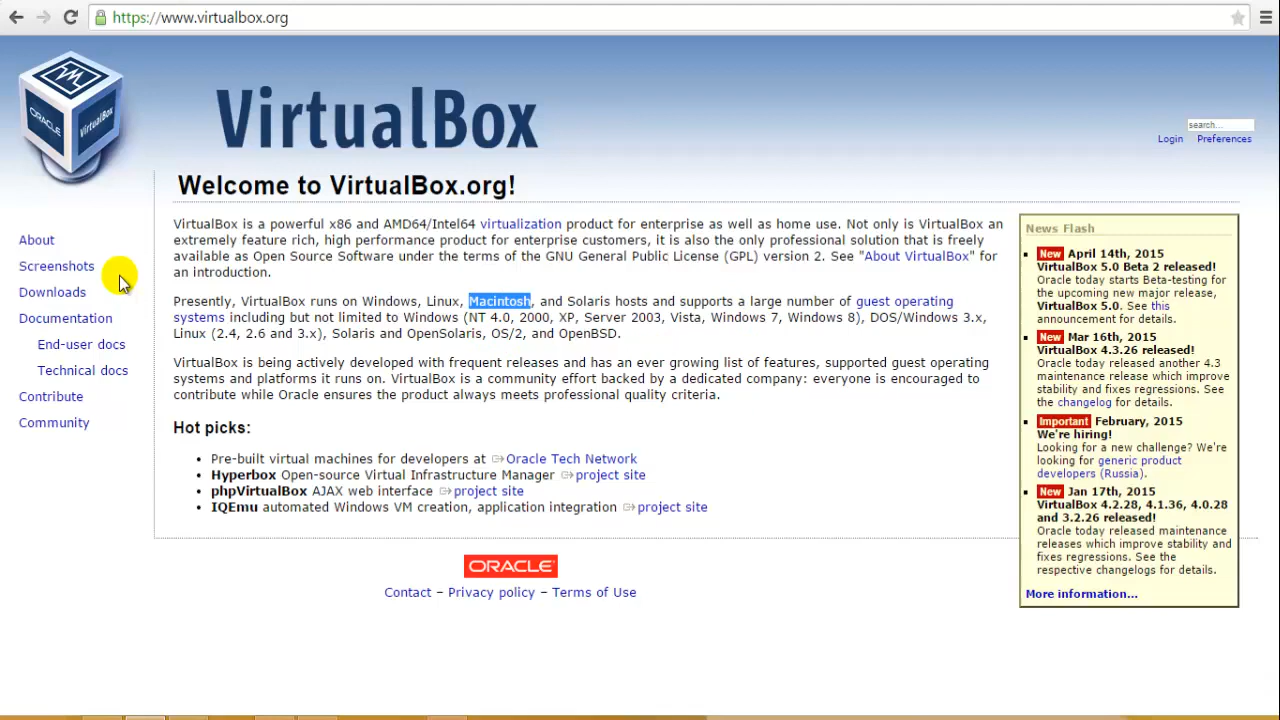 https://www.virtualbox.org
ORACLE
VirtualBox
VirtualBox
search...
Login Preferences
Welcome to VirtualBox.org!
About
Screenshots
Downloads
Documentation
End-user docs
Technical docs
Contribute
Community
VirtualBox is a powerful x86 and AMD64/Intel64 virtualization product for enterprise as well as home use. Not only is VirtualBox an
extremely feature rich, high performance product for enterprise customers, it is also the only professional solution that is freely
available as Open Source Software under the terms of the GNU General Public License (GPL) version 2. See "About VirtualBox" for
an introduction.
Presently, VirtualBox runs on Windows, Linux, Macintosh, and Solaris hosts and supports a large number of guest operating
systems including but not limited to Windows (NT 4.0, 2000, XP, Server 2003, Vista, Windows 7, Windows 8), DOS/Windows 3.x,
Linux (2.4, 2.6 and 3.x), Solaris and OpenSolaris, OS/2, and OpenBSD.
VirtualBox is being actively developed with frequent releases and has an ever growing list of features, supported guest operating
systems and platforms it runs on. VirtualBox is a community effort backed by a dedicated company: everyone is encouraged to
contribute while Oracle ensures the product always meets professional quality criteria.
Hot picks:
• Pre-built virtual machines for developers at Oracle Tech Network
• Hyperbox Open-source Virtual Infrastructure Manager project site
• phpVirtualBox AJAX web interface project site
• IQEmu automated Windows VM creation, application integration project site
News Flash
New April 14th, 2015
VirtualBox 5.0 Beta 2 released!
Oracle today starts Beta-testing for
the upcoming new major release,
VirtualBox 5.0. See this
announcement for details.
New Mar 16th, 2015
VirtualBox 4.3.26 released!
Oracle today released another 4.3
maintenance release which improve
stability and fixes regressions. See
the changelog for details.
Important February, 2015
We're hiring!
Looking for a new challenge? We're
looking for generic product
developers (Russia).
New Jan 17th, 2015
VirtualBox 4.2.28, 4.1.36, 4.0.28
and 3.2.26 released!
Oracle today released maintenance
releases which improve stability and
fixes regressions. See the
respective changelogs for details.
More information...
ORACLE
Contact – Privacy policy – Terms of Use